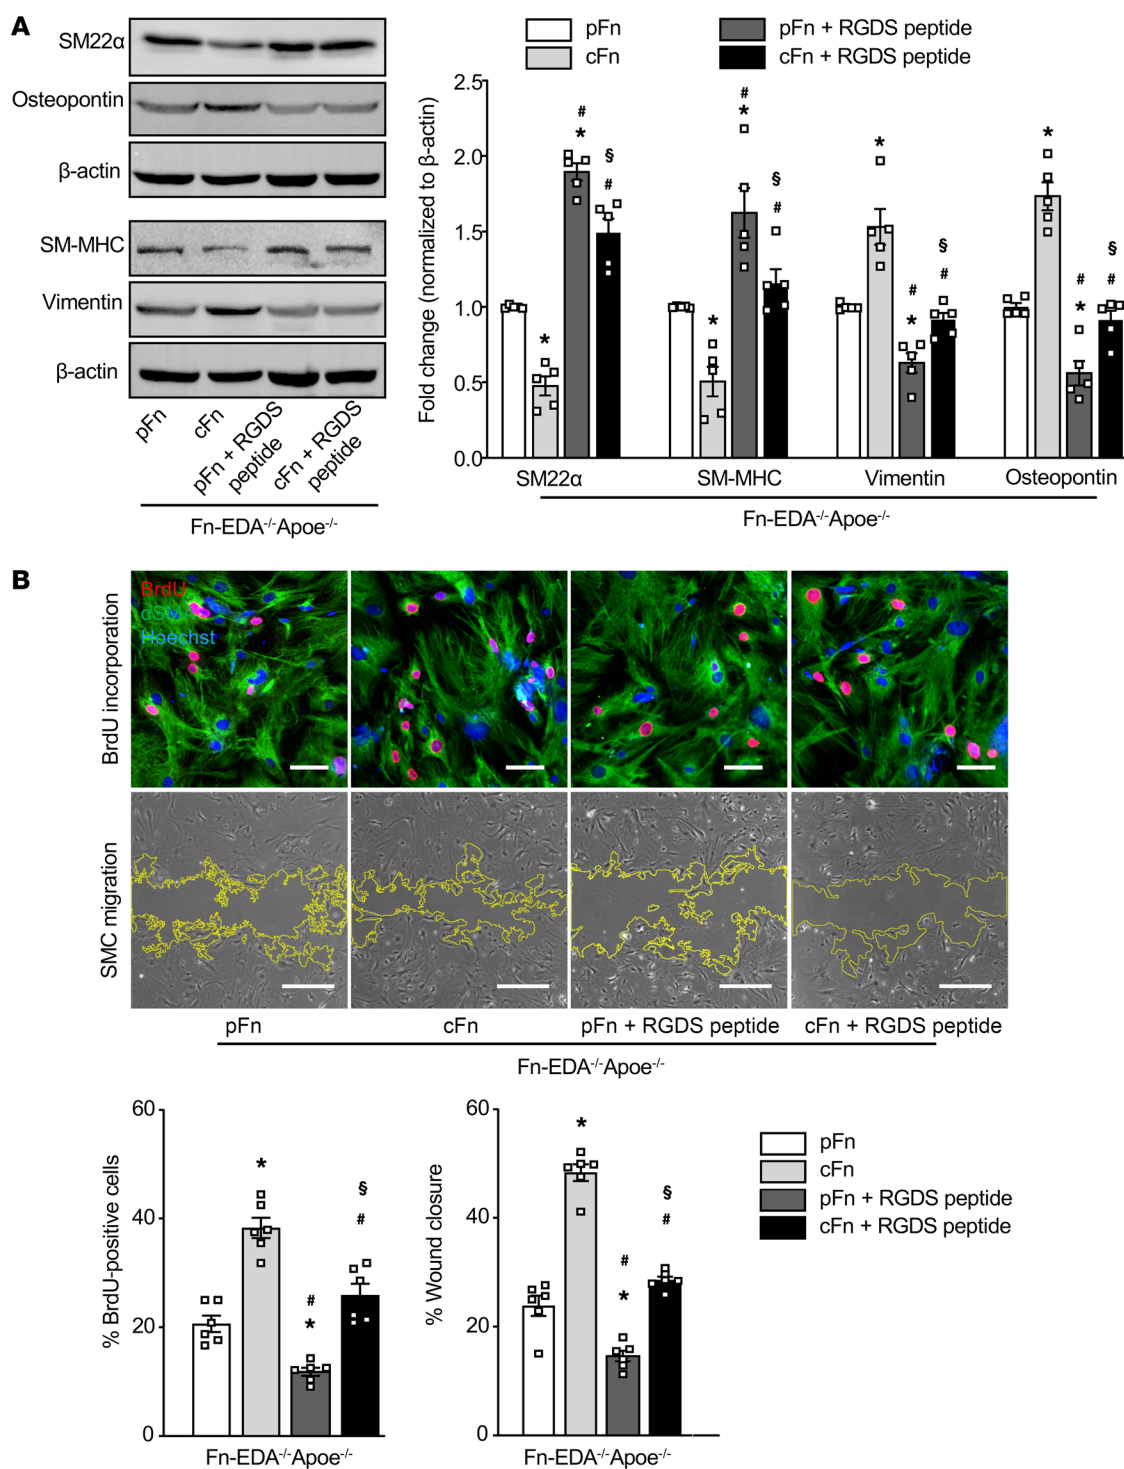 A
SM22α
Osteopontin
β-actin
SM-MHC
Vimentin
β-actin
pFn
cFn
pFn + RGDS
peptide
cFn + RGDS
peptide
Fn-EDA-/-Apoe-/-
pFn
cFn
pFn + RGDS peptide
cFn + RGDS peptide
Fold change (normalized to β-actin)
2.5
2.0
1.5
1.0
0.5
0.0
* # * § #
* # * § #
* # * § #
* # * § #
SM22α SM-MHC Vimentin Osteopontin
Fn-EDA-/-Apoe-/-
B
BrdU incorporation
BrdU
αSMA
Hoechst
SMC migration
pFn cFn pFn + RGDS peptide cFn + RGDS peptide
Fn-EDA-/-Apoe-/-
% BrdU-positive cells
60
40
20
0
* # * § #
Fn-EDA-/-Apoe-/-
% Wound closure
60
40
20
0
* # * § #
Fn-EDA-/-Apoe-/-
pFn
cFn
pFn + RGDS peptide
cFn + RGDS peptide